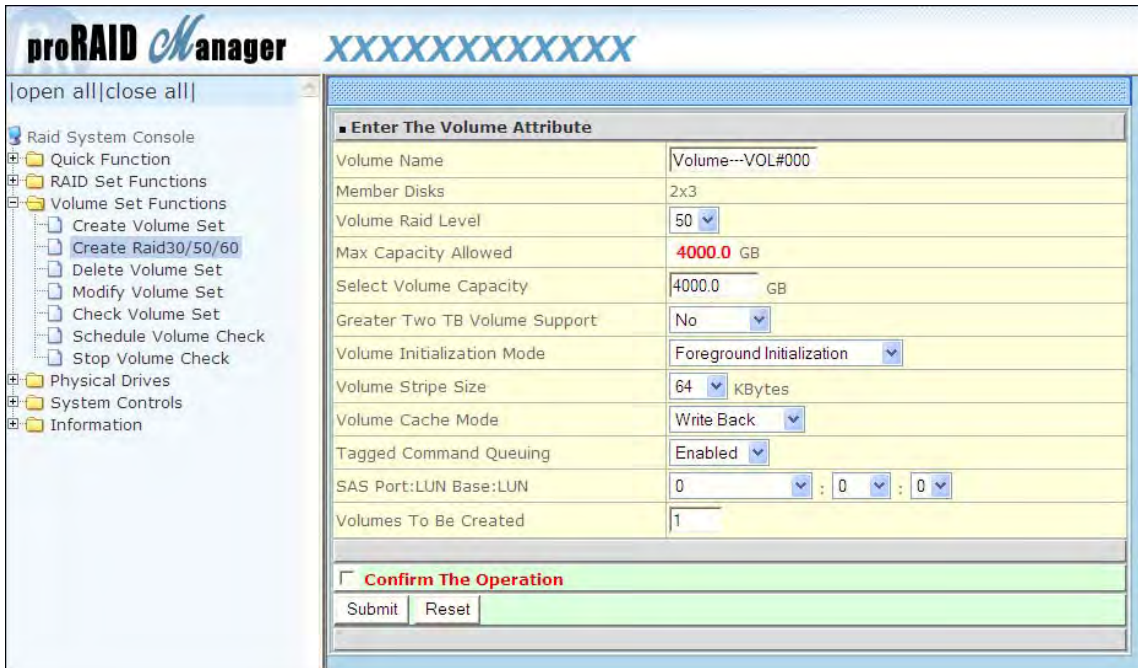 proRAID Manager XXXXXXXXXXXXX
|open all|close all|
Raid System Console
Quick Function
RAID Set Functions
Volume Set Functions
Create Volume Set
Create Raid30/50/60
Delete Volume Set
Modify Volume Set
Check Volume Set
Schedule Volume Check
Stop Volume Check
Physical Drives
System Controls
Information
Enter The Volume Attribute
Volume Name Volume---VOL#000
Member Disks 2x3
Volume Raid Level 50
Max Capacity Allowed 4000.0 GB
Select Volume Capacity 4000.0 GB
Greater Two TB Volume Support No
Volume Initialization Mode Foreground Initialization
Volume Stripe Size 64 KBytes
Volume Cache Mode Write Back
Tagged Command Queuing Enabled
SAS Port:LUN Base:LUN 0 : 0 : 0
Volumes To Be Created 1
Confirm The Operation
Submit Reset